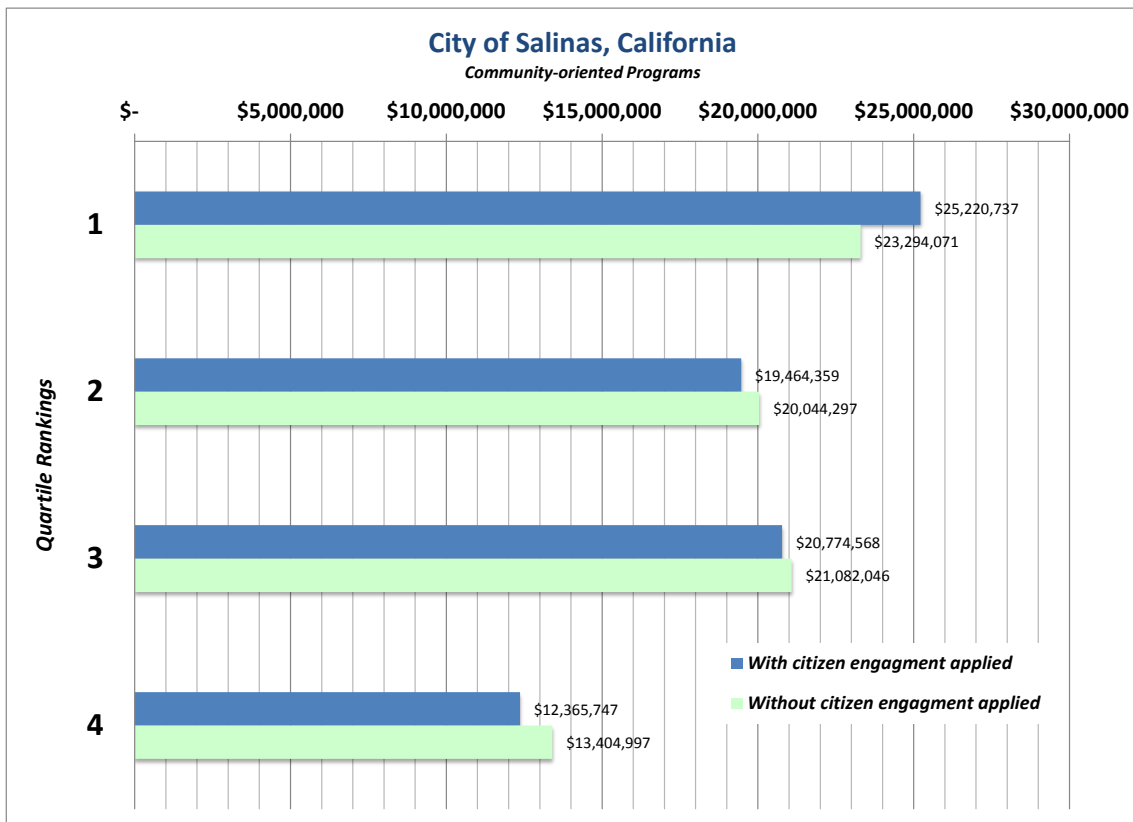 City of Salinas, California
Community-oriented Programs
$- $5,000,000 $10,000,000 $15,000,000 $20,000,000 $25,000,000 $30,000,000
Quartile Rankings
1
$25,220,737
$23,294,071
2
$19,464,359
$20,044,297
3
$20,774,568
$21,082,046
4
$12,365,747
$13,404,997
With citizen engagment applied
Without citizen engagment applied